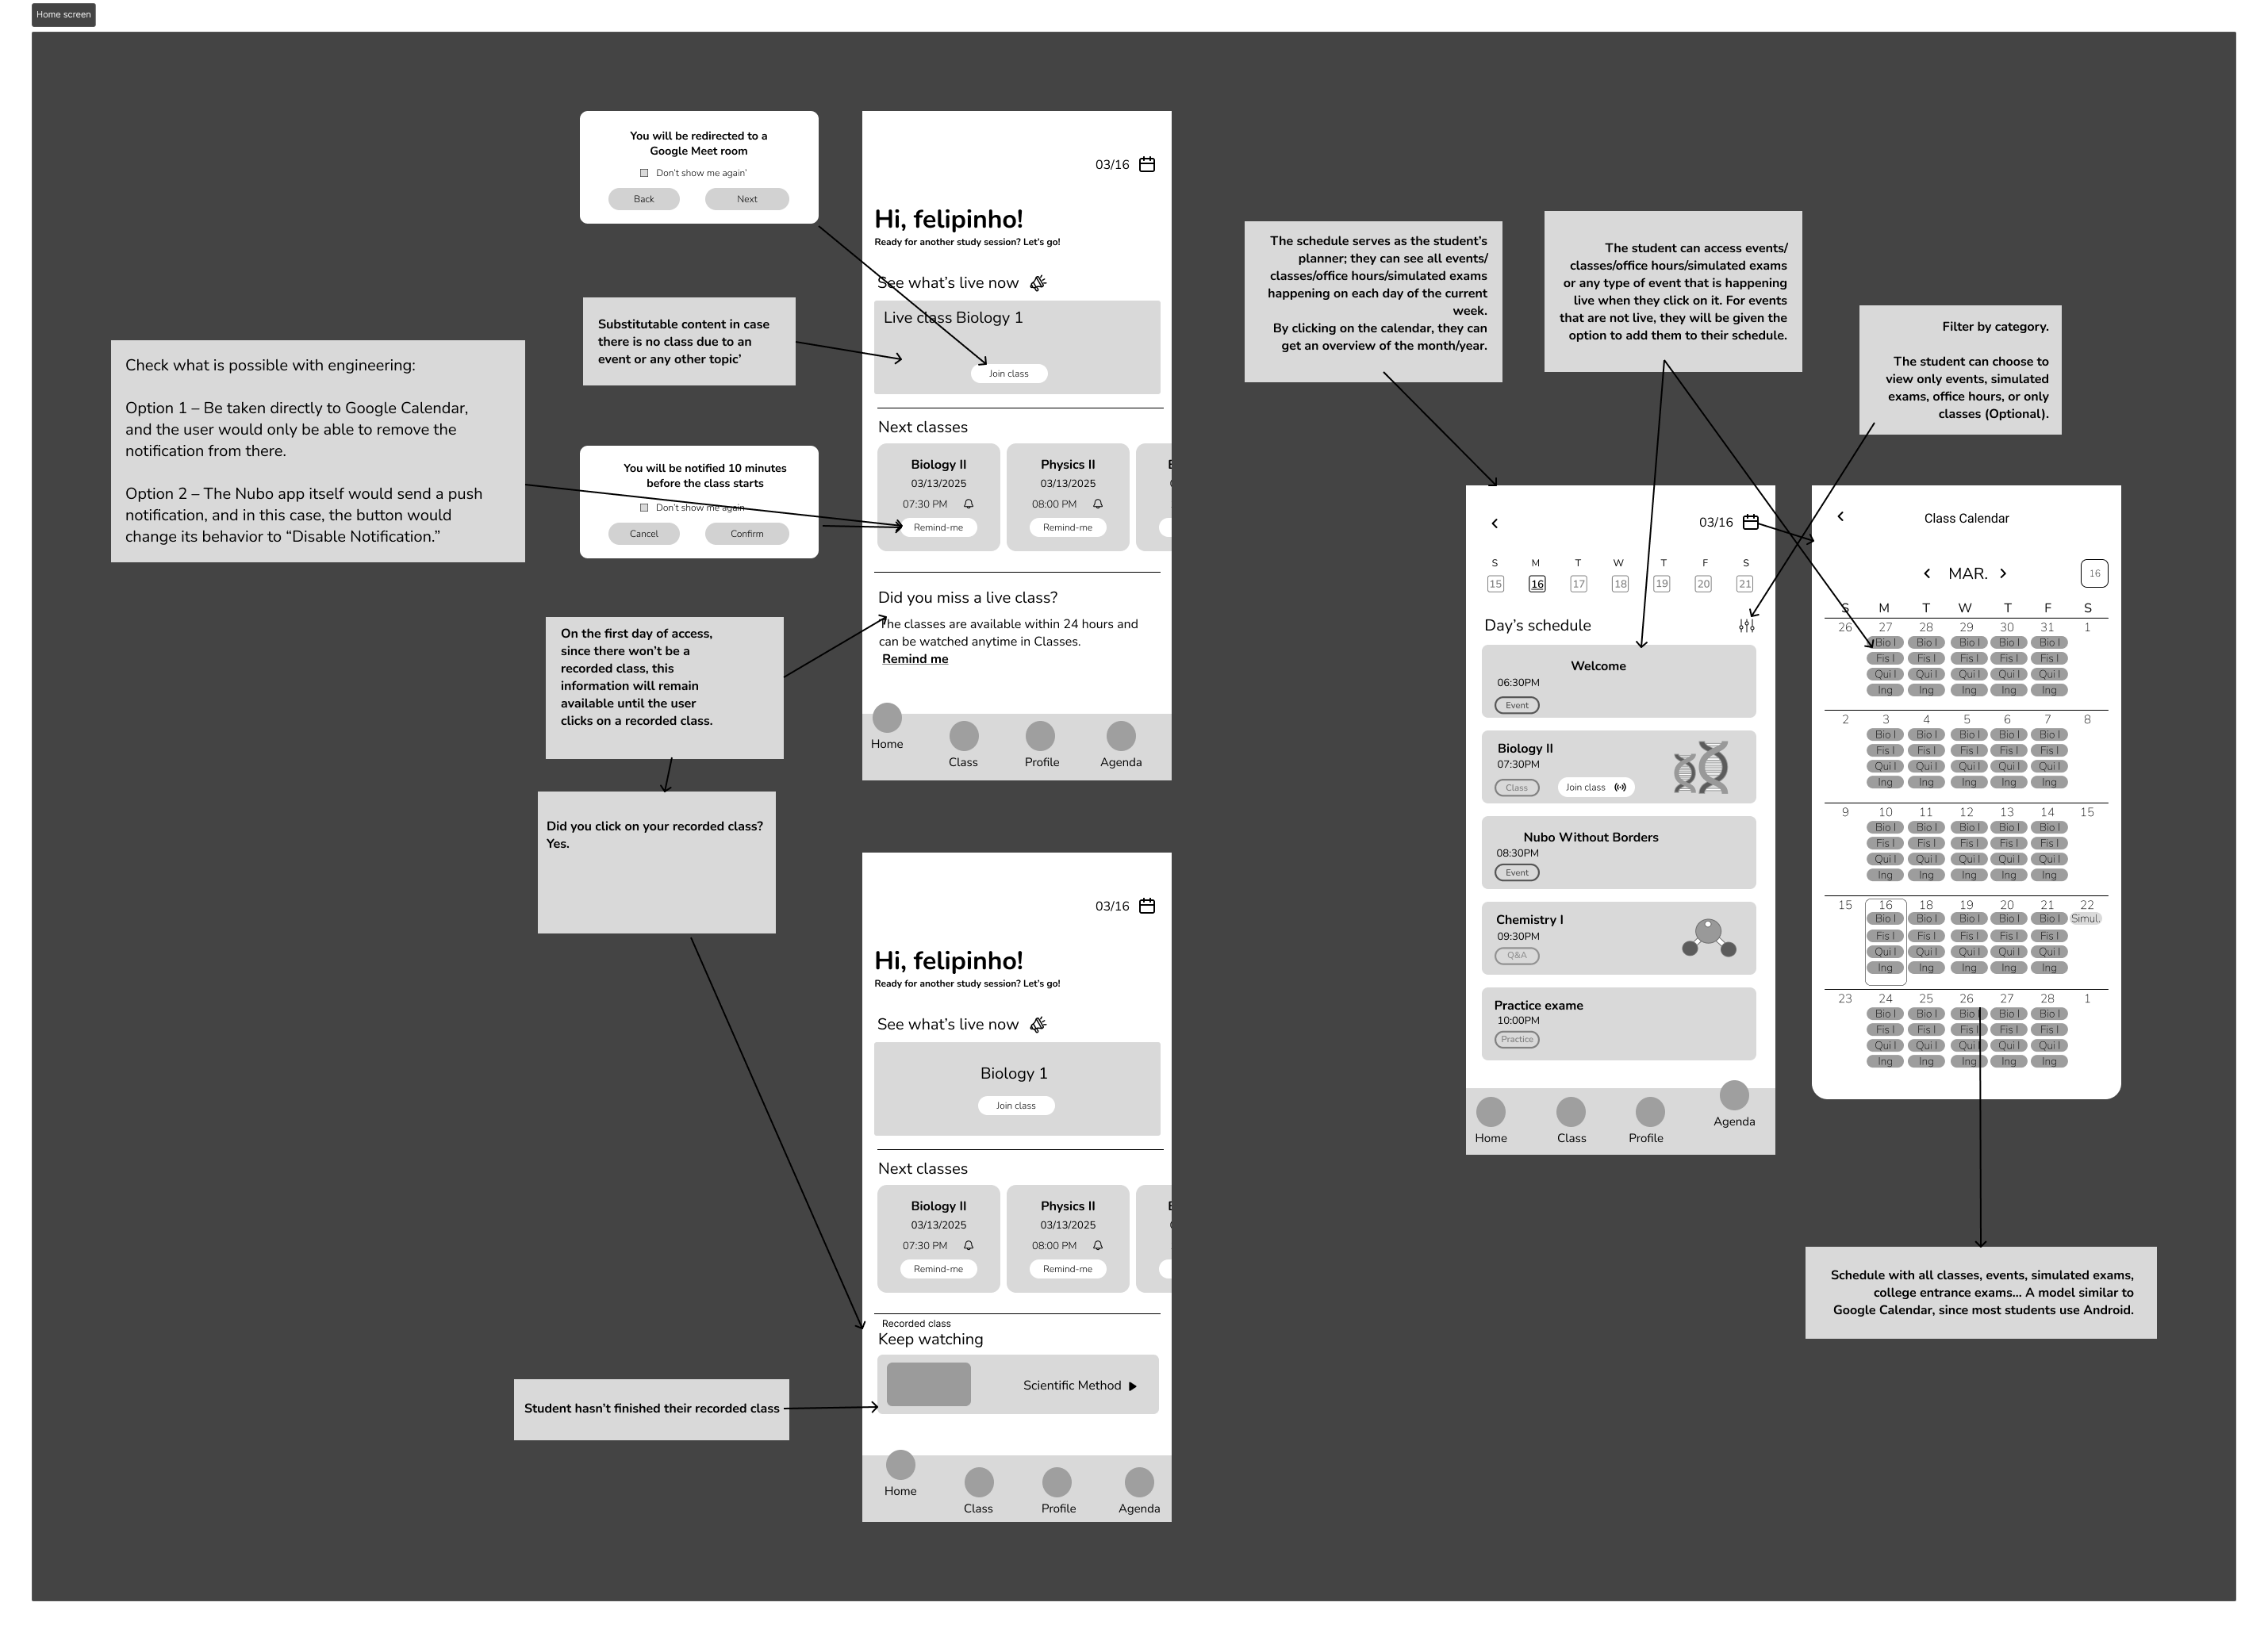 Home screen
You will be redirected to a
Google Meet room
Don't show me again'
Back
Next
Substitutable content in case
there is no class due to an
event or any other topic'
Check what is possible with engineering:
Option 1 – Be taken directly to Google Calendar,
and the user would only be able to remove the
notification from there.
Option 2 – The Nubo app itself would send a push
notification, and in this case, the button would
change its behavior to “Disable Notification.”
You will be notified 10 minutes
before the class starts
Don't show me again
Cancel
Confirm
On the first day of access,
since there won't be a
recorded class, this
information will remain
available until the user
clicks on a recorded class.
Did you click on your recorded class?
Yes.
Student hasn't finished their recorded class
03/16
Hi, felipinho!
Ready for another study session? Let's go!
See what's live now
Live class Biology 1
Join class
Next classes
Biology II
03/13/2025
07:30 PM
Remind-me
Physics II
03/13/2025
08:00 PM
Remind-me
Did you miss a live class?
The classes are available within 24 hours and
can be watched anytime in Classes.
Remind me
Home
Class
Profile
Agenda
03/16
Hi, felipinho!
Ready for another study session? Let's go!
See what's live now
Biology 1
Join class
Next classes
Biology II
03/13/2025
07:30 PM
Remind-me
Physics II
03/13/2025
08:00 PM
Remind-me
Recorded class
Keep watching
Scientific Method
Home
Class
Profile
Agenda
The schedule serves as the student's
planner; they can see all events/
classes/office hours/simulated exams
happening on each day of the current
week.
By clicking on the calendar, they can
get an overview of the month/year.
The student can access events/
classes/office hours/simulated exams
or any type of event that is happening
live when they click on it. For events
that are not live, they will be given the
option to add them to their schedule.
Filter by category.
The student can choose to
view only events, simulated
exams, office hours, or only
classes (Optional).
03/16
S M T W T F S
15 16 17 18 19 20 21
Day's schedule
Welcome
06:30PM
Event
Biology II
07:30PM
Class
Join class
Nubo Without Borders
08:30PM
Event
Chemistry I
09:30PM
Q&A
Practice exame
10:00PM
Practice
Home
Class
Profile
Agenda
Class Calendar
MAR.
16
S M T W T F S
26 27 28 29 30 31 1
Bio I Bio I Bio I Bio I Bio I
Fis I Fis I Fis I Fis I Fis I
Qui I Qui I Qui I Qui I Qui I
Ing Ing Ing Ing Ing
2 3 4 5 6 7 8
Bio I Bio I Bio I Bio I Bio I
Fis I Fis I Fis I Fis I Fis I
Qui I Qui I Qui I Qui I Qui I
Ing Ing Ing Ing Ing
9 10 11 12 13 14 15
Bio I Bio I Bio I Bio I Bio I
Fis I Fis I Fis I Fis I Fis I
Qui I Qui I Qui I Qui I Qui I
Ing Ing Ing Ing Ing
15 16 18 19 20 21 22
Bio I Bio I Bio I Bio I Bio I Simul.
Fis I Fis I Fis I Fis I Fis I
Qui I Qui I Qui I Qui I Qui I
Ing Ing Ing Ing Ing
23 24 25 26 27 28 1
Bio I Bio I Bio I Bio I Bio I
Fis I Fis I Fis I Fis I Fis I
Qui I Qui I Qui I Qui I Qui I
Ing Ing Ing Ing Ing
Schedule with all classes, events, simulated exams,
college entrance exams... A model similar to
Google Calendar, since most students use Android.